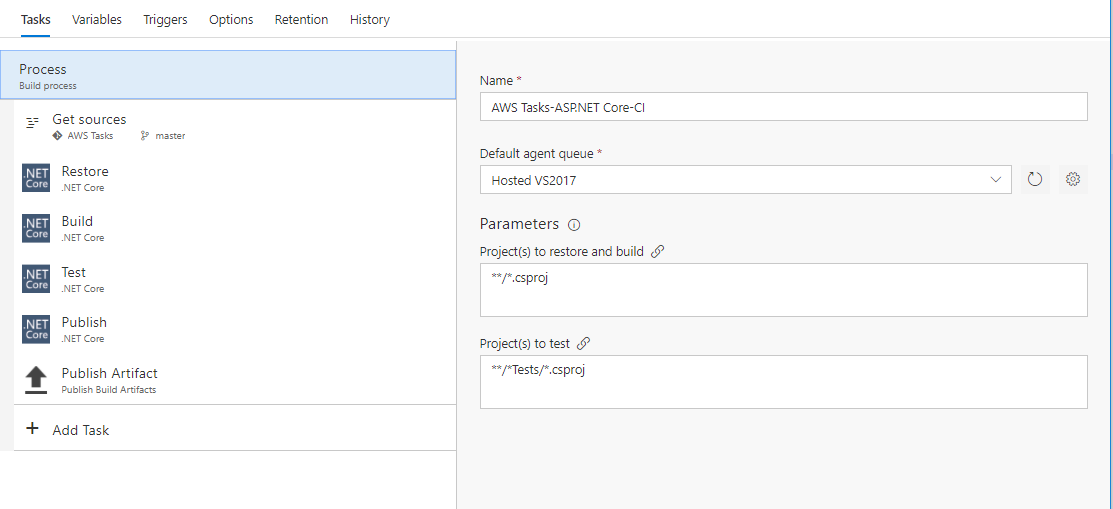 Tasks Variables Triggers Options Retention History
Process
Build process
Get sources
AWS Tasks master
.NET Core
Restore
.NET Core
.NET Core
Build
.NET Core
.NET Core
Test
.NET Core
.NET Core
Publish
.NET Core
Publish Artifact
Publish Build Artifacts
+ Add Task
Name *
AWS Tasks-ASP.NET Core-CI
Default agent queue *
Hosted VS2017
Parameters
Project(s) to restore and build
**/*.csproj
Project(s) to test
**/*Tests/*.csproj